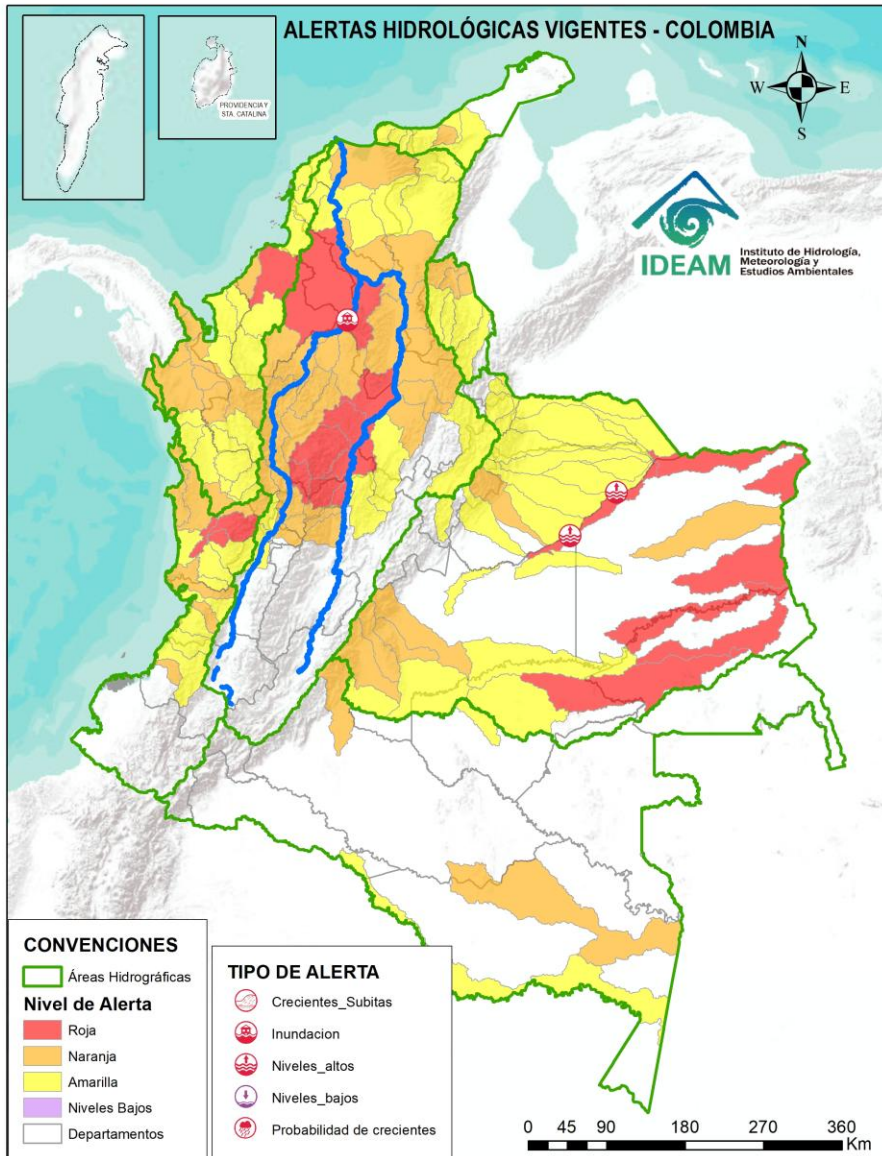 ALERTAS HIDROLÓGICAS VIGENTES - COLOMBIA
PROVIDENCIA Y
STA. CATALINA
N
W
E
S
IDEAM
Instituto de Hidrología,
Meteorología y
Estudios Ambientales
CONVENCIONES
Áreas Hidrográficas
Nivel de Alerta
Roja
Naranja
Amarilla
Niveles Bajos
Departamentos
TIPO DE ALERTA
Crecientes_Subitas
Inundacion
Niveles_altos
Niveles_bajos
Probabilidad de crecientes
0 45 90 180 270 360
Km